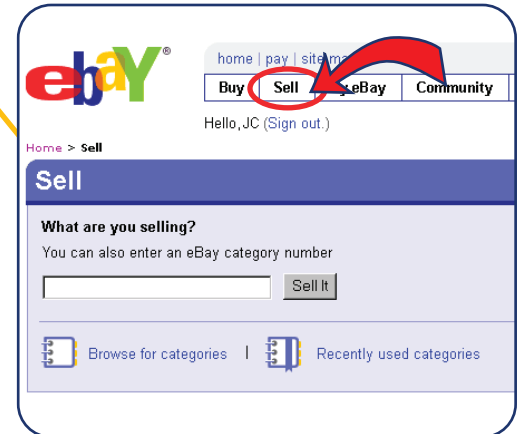 ebaY®
home | pay | site ma
Buy Sell eBay Community
Hello, JC (Sign out.)
Home > Sell
Sell
What are you selling?
You can also enter an eBay category number
Sell It
Browse for categories | Recently used categories